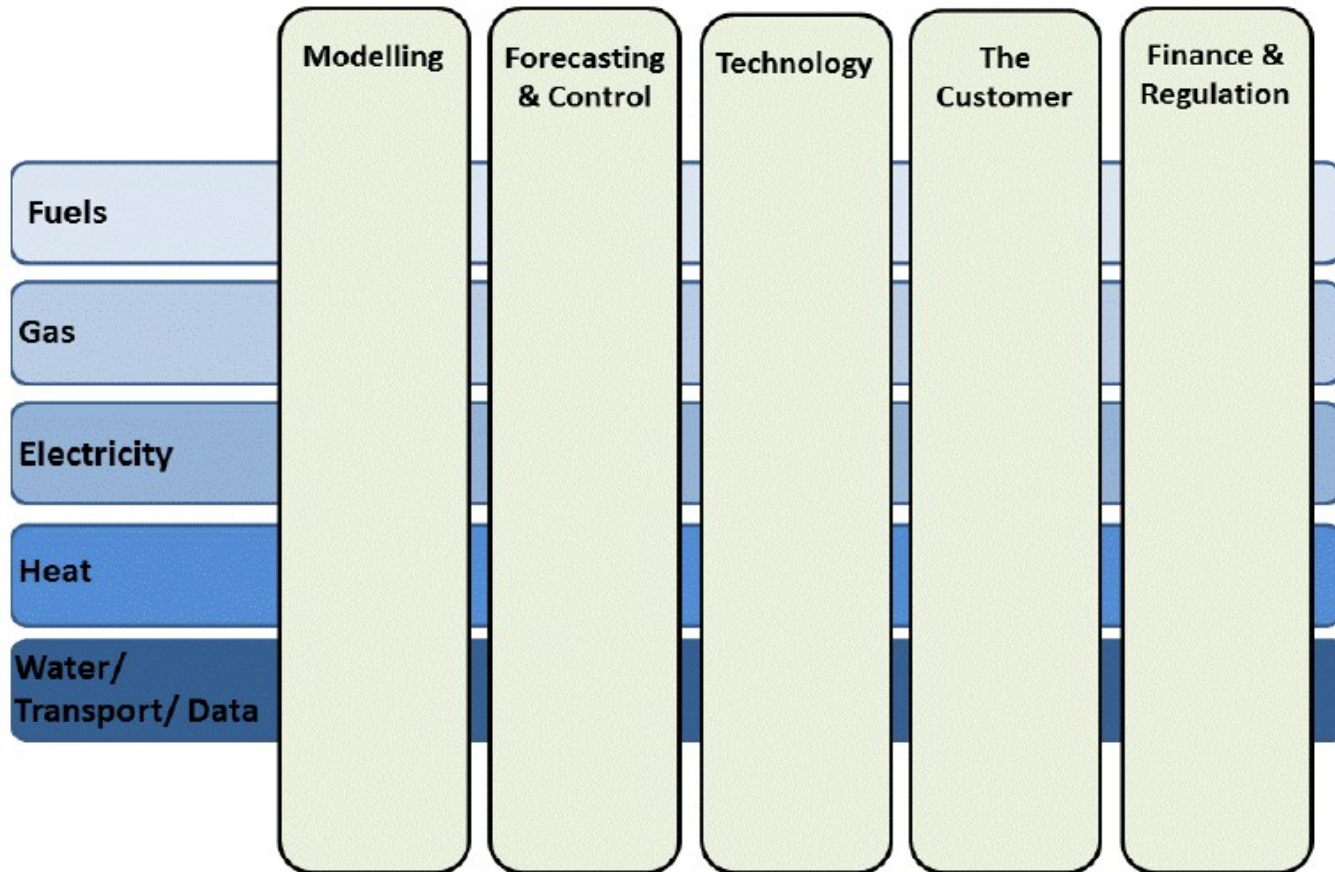 Modelling
Forecasting
& Control
Technology
The
Customer
Finance &
Regulation
Fuels
Gas
Electricity
Heat
Water/
Transport/ Data